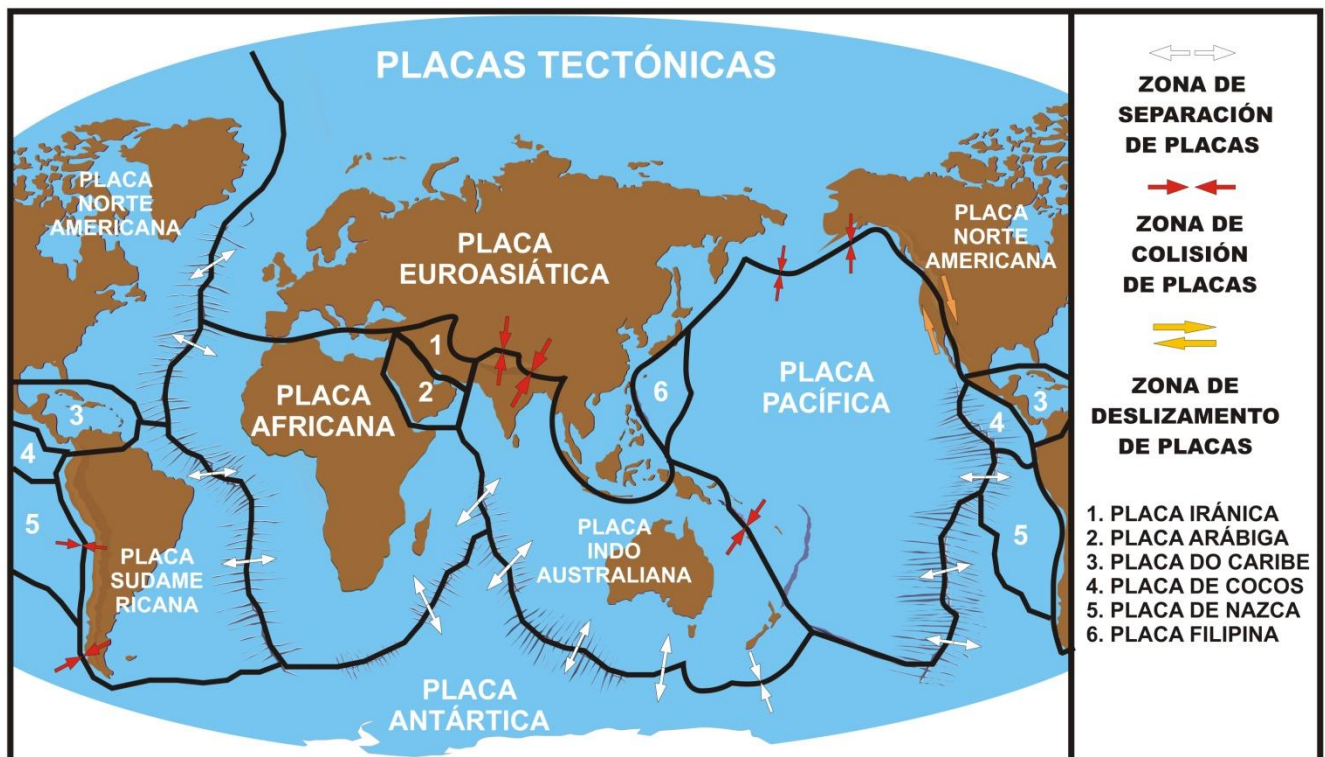 PLACAS TECTÓNICAS
PLACA
NORTE
AMERICANA
PLACA
EUROASIÁTICA
PLACA
NORTE
AMERICANA
1
2
PLACA
AFRICANA
6
PLACA
PACÍFICA
3
4
5
3
4
5
PLACA
SUDAME
RICANA
PLACA
INDO
AUSTRALIANA
PLACA
ANTÁRTICA
ZONA DE
SEPARACIÓN
DE PLACAS
ZONA DE
COLISIÓN
DE PLACAS
ZONA DE
DESLIZAMENTO
DE PLACAS
1. PLACA IRÁNICA
2. PLACA ARÁBIGA
3. PLACA DO CARIBE
4. PLACA DE COCOS
5. PLACA DE NAZCA
6. PLACA FILIPINA